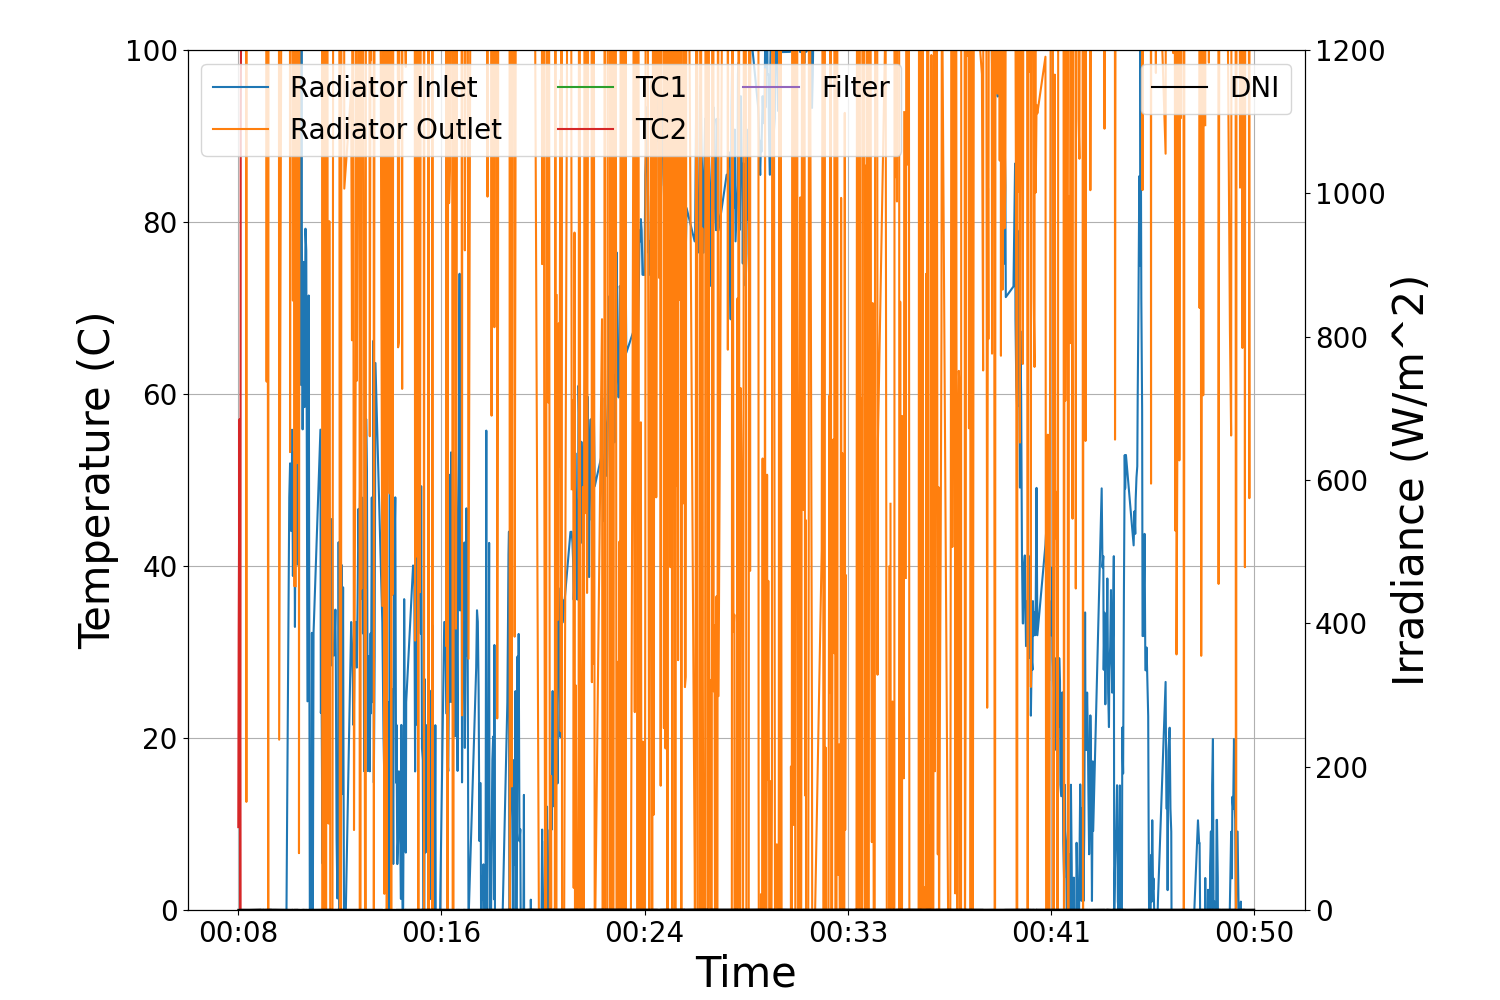 Radiator Inlet
Radiator Outlet
TC1
TC2
Filter
DNI
100
80
60
40
20
0
Temperature (C)
1200
1000
800
600
400
200
0
Irradiance (W/m^2)
00:08 00:16 00:24 00:33 00:41 00:50
Time